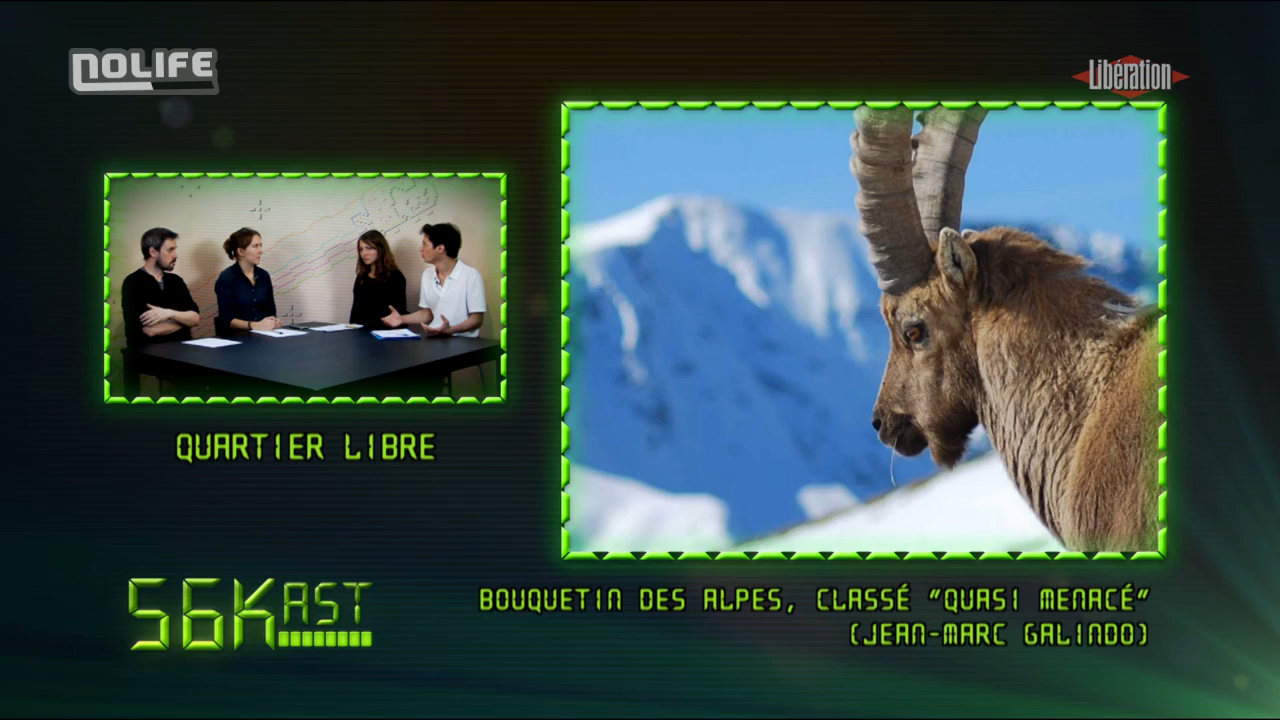 NOLIFE
Libération
QUARTIER LIBRE
56KAST
BOUQUETIN DES ALPES, CLASSÉ "QUASI MENACÉ"
(JEAN-MARC GALINDO)